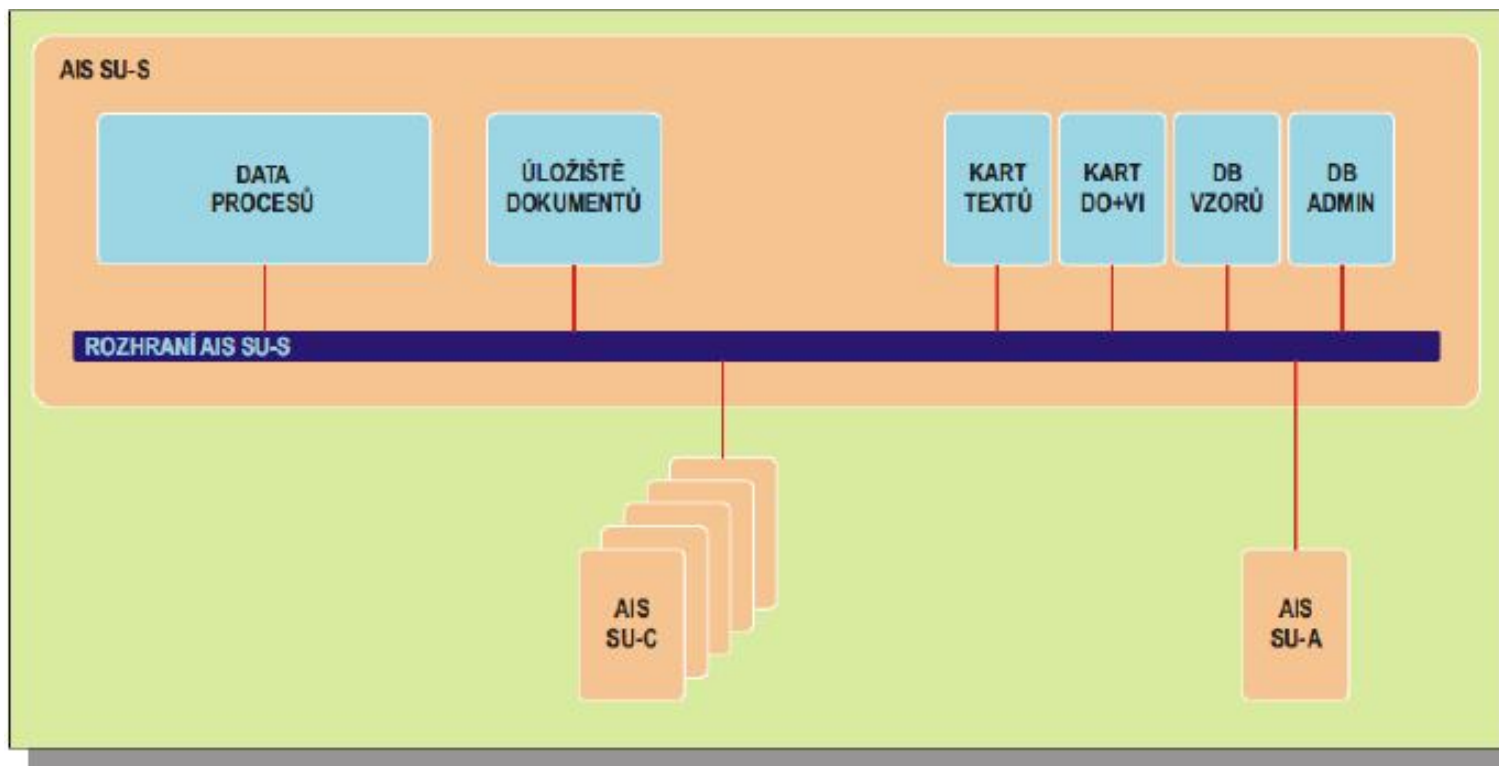 AIS SU-S
DATA
PROCESŮ
ÚLOŽIŠTĚ
DOKUMENTŮ
KART
TEXTŮ
KART
DO+VI
DB
VZORŮ
DB
ADMIN
ROZHRANÍ AIS SU-S
AIS
SU-C
AIS
SU-A